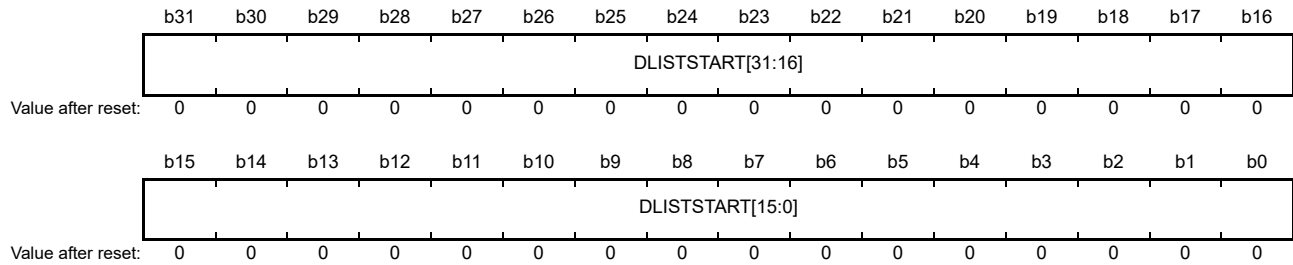 b31 b30 b29 b28 b27 b26 b25 b24 b23 b22 b21 b20 b19 b18 b17 b16
DLISTSTART[31:16]
Value after reset: 0 0 0 0 0 0 0 0 0 0 0 0 0 0 0 0
b15 b14 b13 b12 b11 b10 b9 b8 b7 b6 b5 b4 b3 b2 b1 b0
DLISTSTART[15:0]
Value after reset: 0 0 0 0 0 0 0 0 0 0 0 0 0 0 0 0